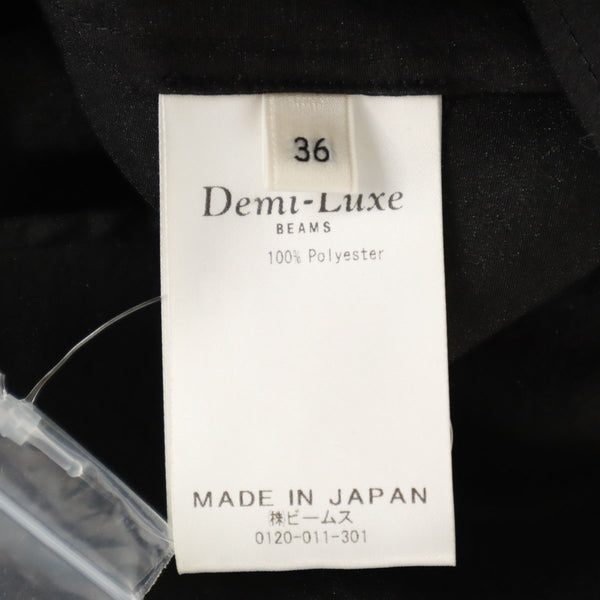 36
Demi-Luxe
BEAMS
100% Polyester
MADE IN JAPAN
㈱ビームス
0120-011-301